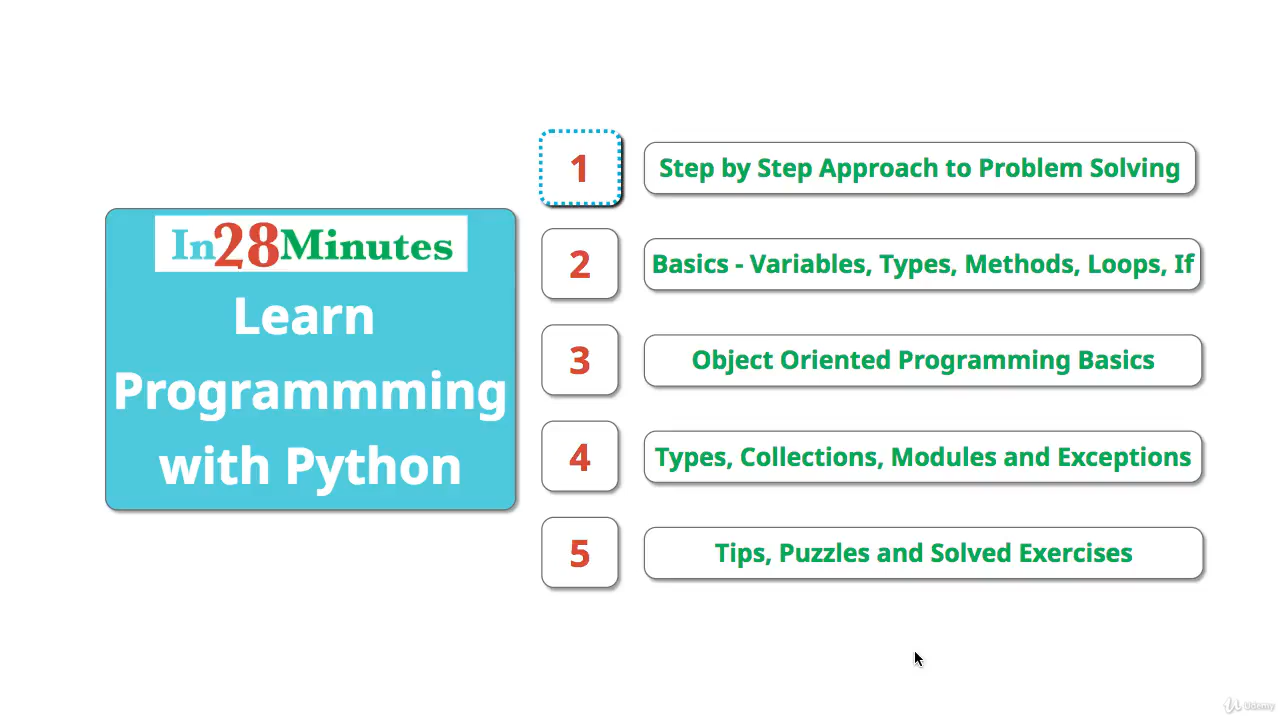 In28Minutes
Learn
Programmming
with Python
1
Step by Step Approach to Problem Solving
2
Basics - Variables, Types, Methods, Loops, If
3
Object Oriented Programming Basics
4
Types, Collections, Modules and Exceptions
5
Tips, Puzzles and Solved Exercises
Udemy